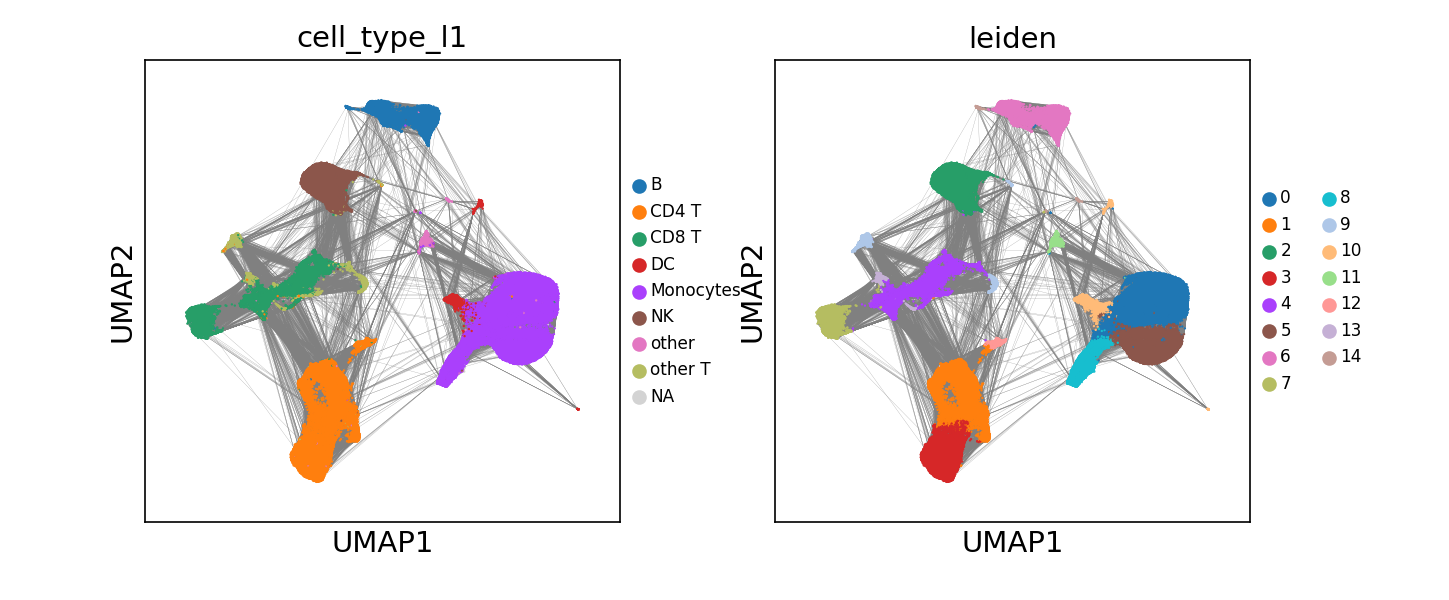 cell_type_l1
UMAP2
UMAP1
B
CD4 T
CD8 T
DC
Monocytes
NK
other
other T
NA
leiden
UMAP2
UMAP1
0
1
2
3
4
5
6
7
8
9
10
11
12
13
14